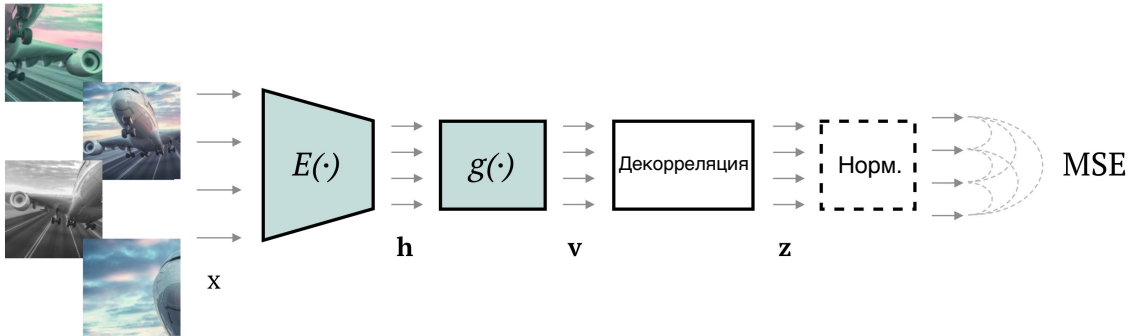 E(·)
g(·)
Декорреляция
Норм.
MSE
x
h
v
z